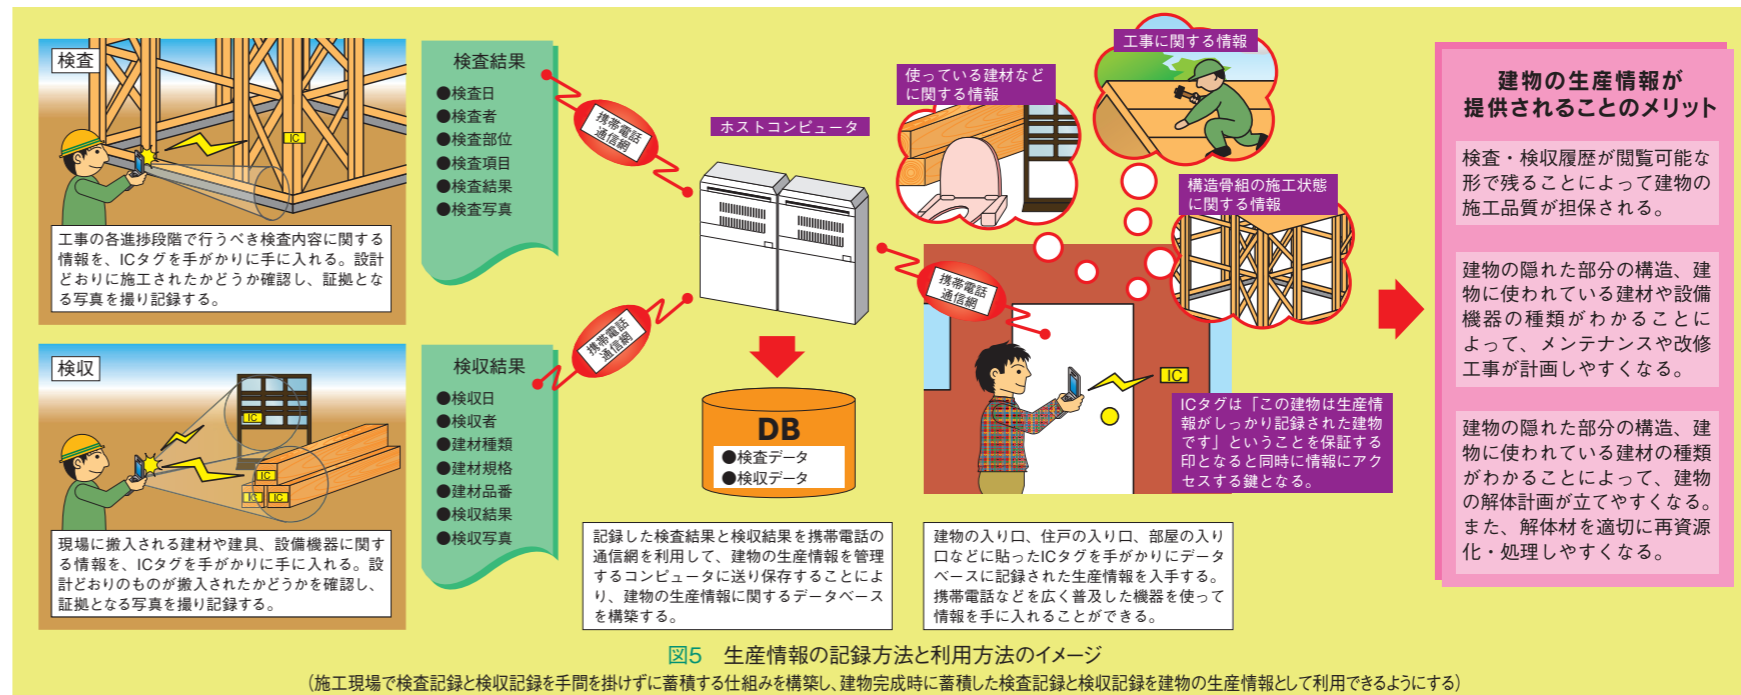 検査
IC
工事の各進捗段階で行うべき検査内容に関する
情報を、ICタグを手がかりに手に入れる。設計
どおりに施工されたかどうか確認し、証拠とな
る写真を撮り記録する。
検収
IC
IC
IC
IC
現場に搬入される建材や建具、設備機器に関す
る情報を、ICタグを手がかりに手に入れる。設
計どおりのものが搬入されたかどうかを確認し、
証拠となる写真を撮り記録する。
検査結果
●検査日
●検査者
●検査部位
●検査項目
●検査結果
●検査写真
携帯電話
通信網
検収結果
●検収日
●検収者
●建材種類
●建材規格
●建材品番
●検収結果
●検収写真
携帯電話
通信網
ホストコンピュータ
DB
●検査データ
●検収データ
記録した検査結果と検収結果を携帯電話の
通信網を利用して、建物の生産情報を管理
するコンピュータに送り保存することによ
り、建物の生産情報に関するデータベース
を構築する。
使っている建材など
に関する情報
工事に関する情報
構造骨組の施工状態
に関する情報
携帯電話
通信網
IC
ICタグは「この建物は生産情
報がしっかり記録された建物
です」ということを保証する
印となると同時に情報にアク
セスする鍵となる。
建物の入り口、住戸の入り口、部屋の入り
口などに貼ったICタグを手がかりにデータ
ベースに記録された生産情報を入手する。
携帯電話などを広く普及した機器を使って
情報を手に入れることができる。
建物の生産情報が
提供されることのメリット
検査・検収履歴が閲覧可能な
形で残ることによって建物の
施工品質が担保される。
建物の隠れた部分の構造、建
物に使われている建材や設備
機器の種類がわかることに
よって、メンテナンスや改修
工事が計画しやすくなる。
建物の隠れた部分の構造、建
物に使われている建材の種類
がわかることによって、建物
の解体計画が立てやすくなる。
また、解体材を適切に再資源
化・処理しやすくなる。
図5 生産情報の記録方法と利用方法のイメージ
（施工現場で検査記録と検収記録を手間を掛けずに蓄積する仕組みを構築し、建物完成時に蓄積した検査記録と検収記録を建物の生産情報として利用できるようにする）